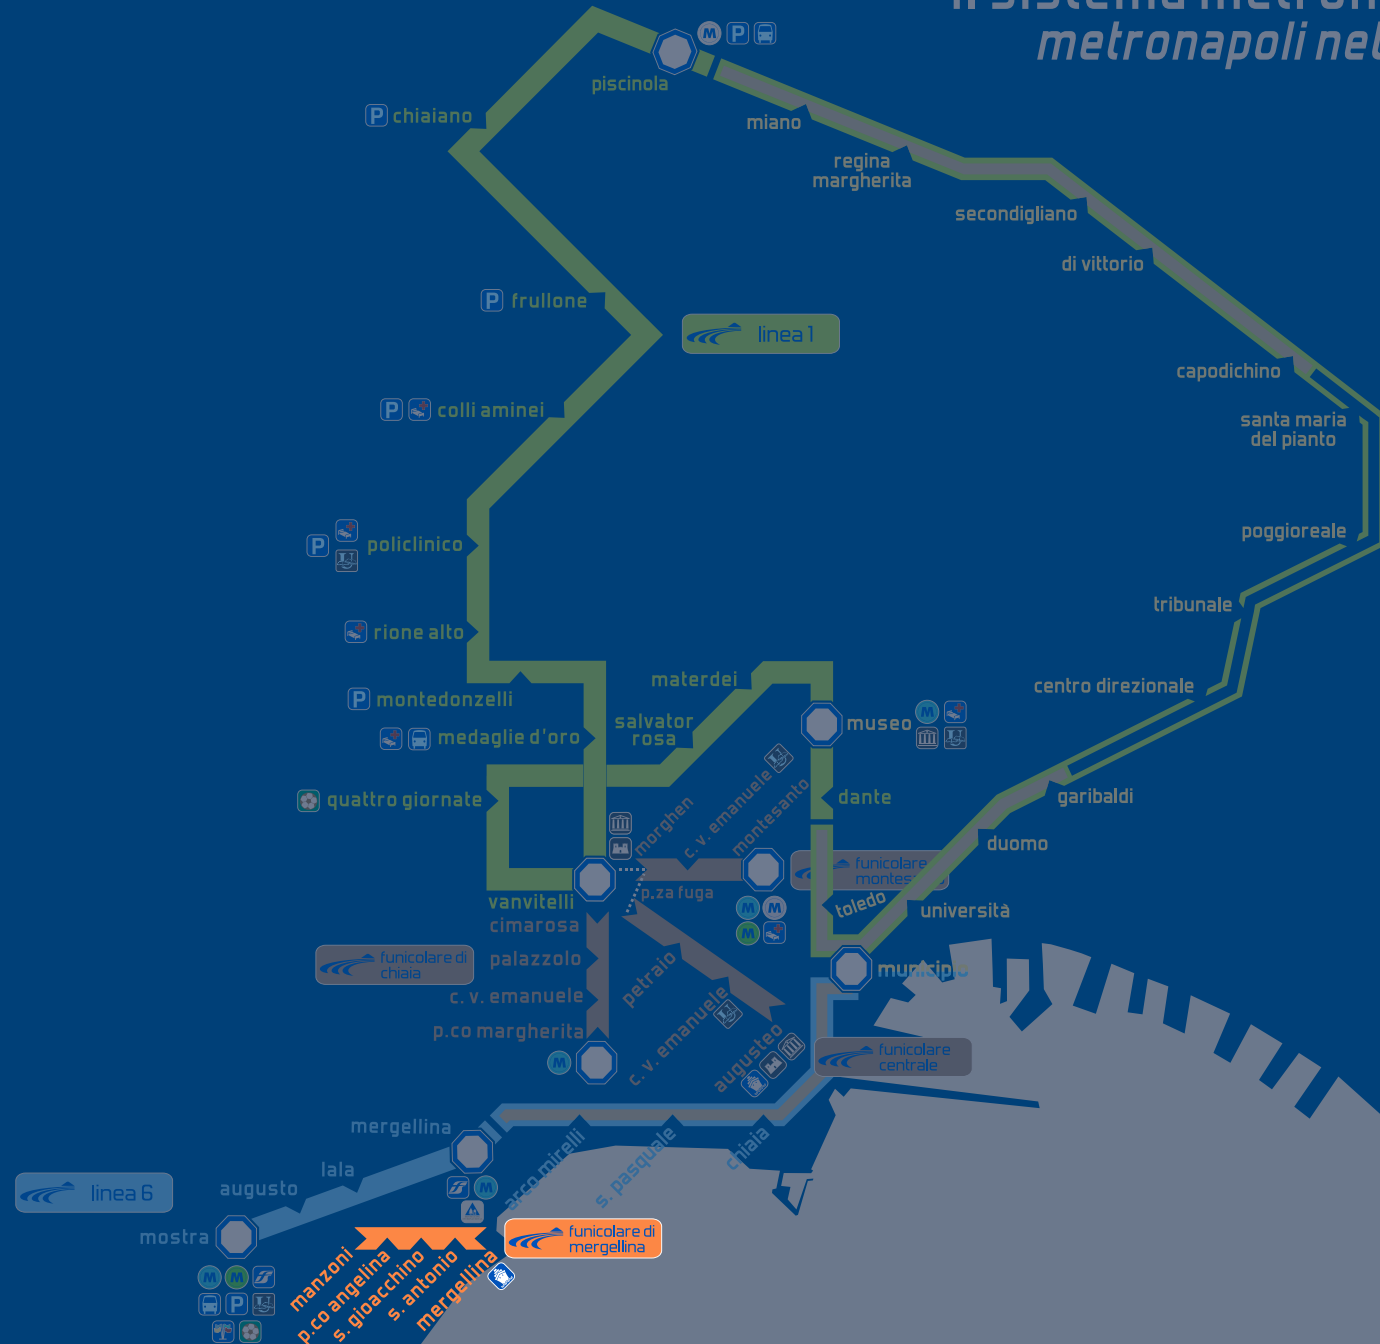 metronapoli
piscinola
P
chiaiano
miano
regina
margherita
secondigliano
di vittorio
P
frullone
linea 1
capodichino
P
colli aminei
santa maria
del pianto
poggioreale
P
policlinico
tribunale
rione alto
materdei
centro direzionale
P
montedonzelli
salvator
rosa
museo
M
medaglie d'oro
quattro giornate
morghen
c. v. emanuele
montesanto
dante
garibaldi
duomo
funicolare
p.za fuga
vanvitelli
toledo
università
cimarosa
M M
M
funicolare di
chiaia
palazzolo
petraio
municipio
c. v. emanuele
p.co margherita
c. v. emanuele
augusteo
funicolare
centrale
M
mergellina
lala
arco mirelli
s. pasquale
chiaia
linea 6
augusto
M
mostra
funicolare di
mergellina
manzoni
p.co angelina
s. gioacchino
s. antonio
mergellina
M M
P